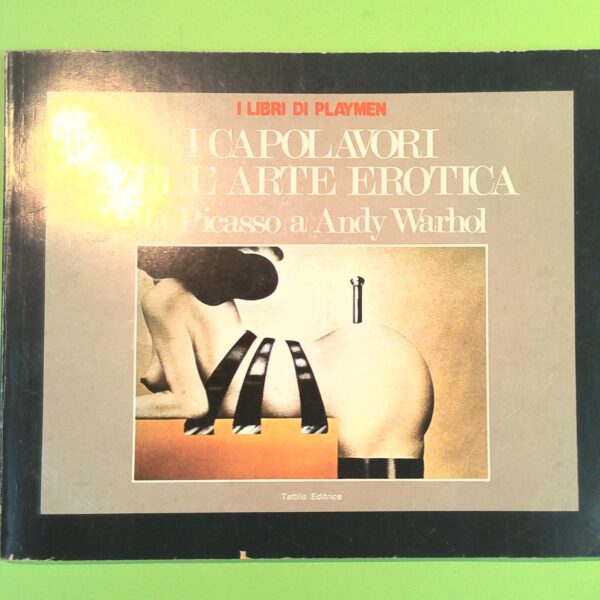 I LIBRI DI PLAYMEN
I CAPOLAVORI
DELL'ARTE EROTICA
da Picasso a Andy Warhol
Tattilo Editrice